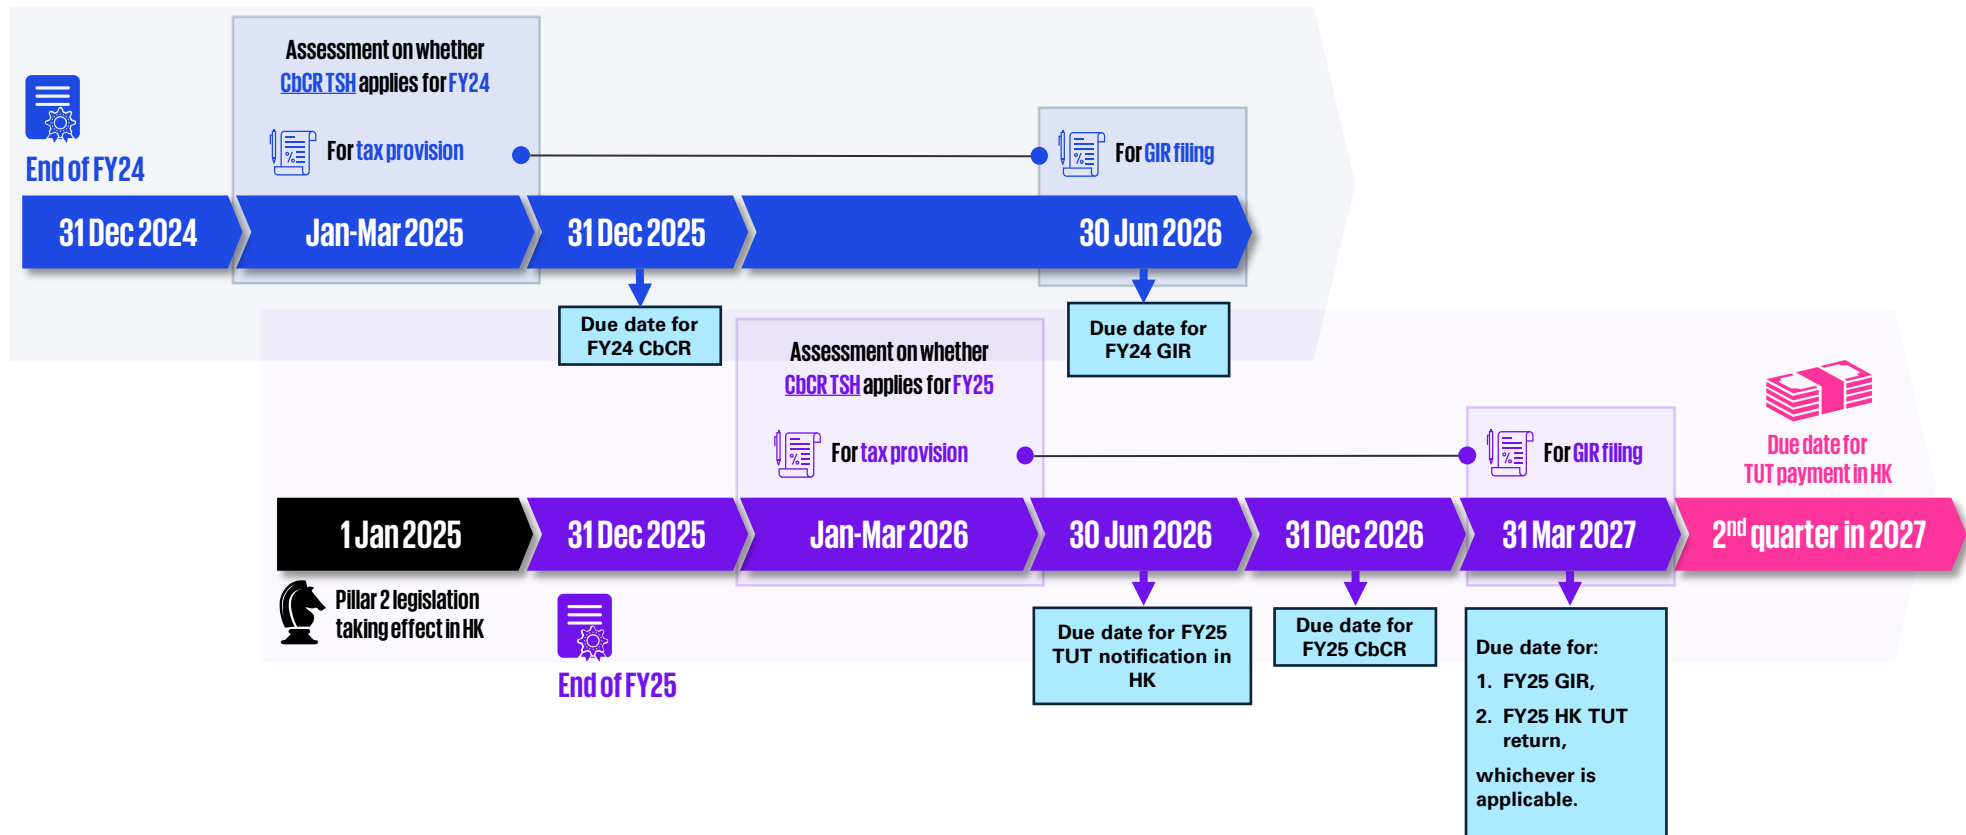 Assessment on whether
CbCR TSH applies for FY24
For tax provision
For GIR filing
End of FY24
31 Dec 2024
Jan-Mar 2025
31 Dec 2025
30 Jun 2026
Due date for
FY24 CbCR
Due date for
FY24 GIR
Assessment on whether
CbCR TSH applies for FY25
For tax provision
For GIR filing
Due date for
TUT payment in HK
1 Jan 2025
31 Dec 2025
Jan-Mar 2026
30 Jun 2026
31 Dec 2026
31 Mar 2027
2nd quarter in 2027
Pillar 2 legislation
taking effect in HK
End of FY25
Due date for FY25
TUT notification in
HK
Due date for
FY25 CbCR
Due date for:
1. FY25 GIR,
2. FY25 HK TUT
return,
whichever is
applicable.